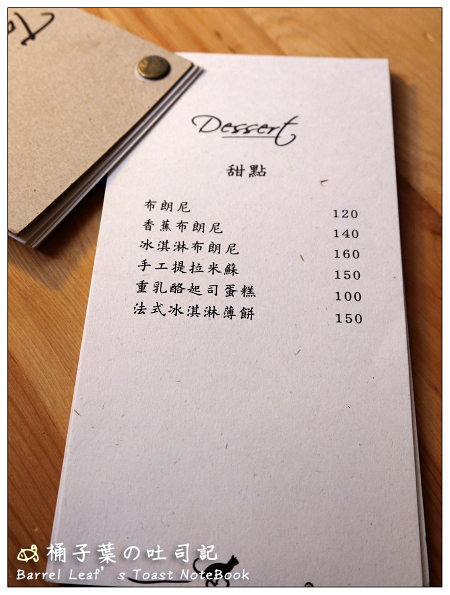 Dessert
甜點
布朗尼 120
香蕉布朗尼 140
冰淇淋布朗尼 160
手工提拉米蘇 150
重乳酪起司蛋糕 100
法式冰淇淋薄餅 150
桶子葉の吐司記
Barrel Leaf's Toast NoteBook